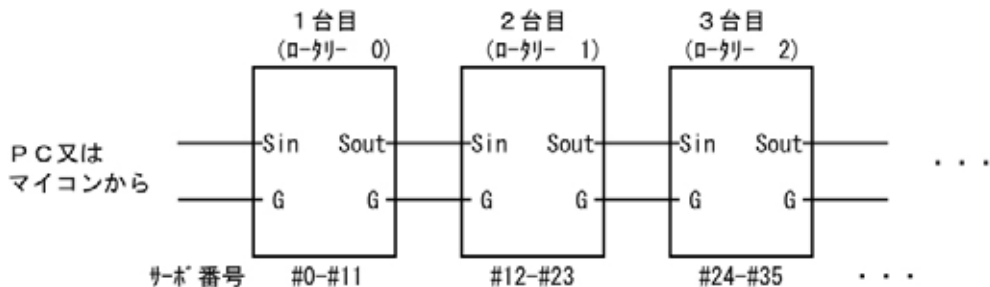 1台目 2台目 3台目
(ﾛｰﾀﾘｰ 0) (ﾛｰﾀﾘｰ 1) (ﾛｰﾀﾘｰ 2)
Sin Sout Sin Sout Sin Sout
ＰＣ又は
マイコンから
・・・
G G G G G G
ｻｰﾎﾞ番号 #0-#11 #12-#23 #24-#35 ・・・